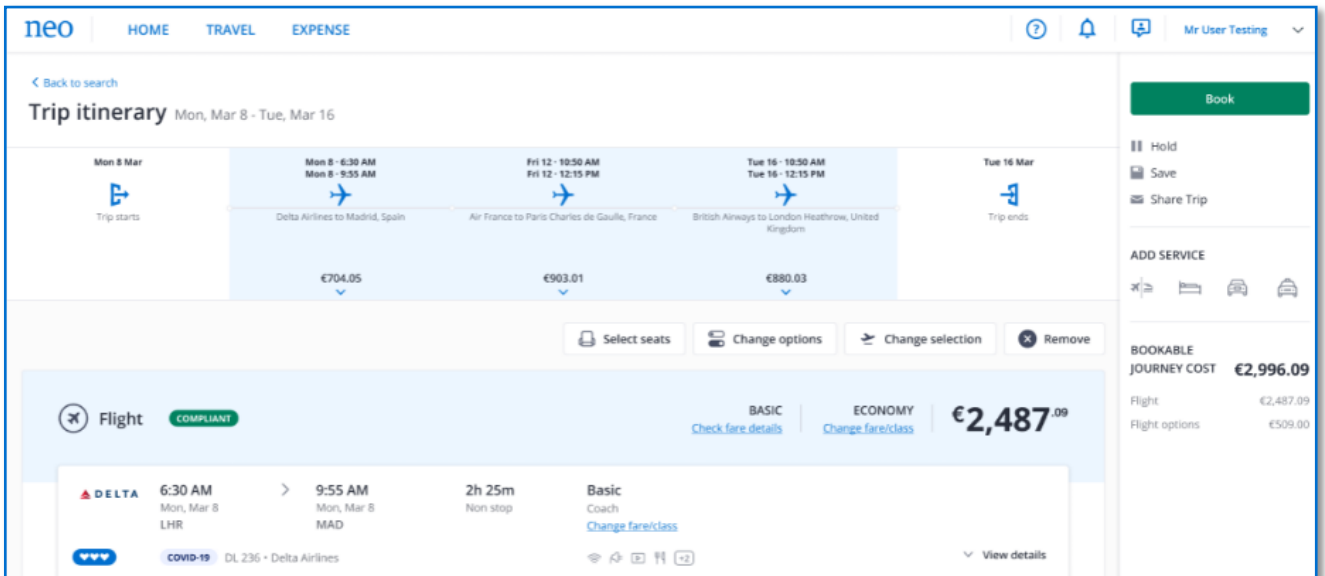 neo HOME TRAVEL EXPENSE ? Mr User Testing
Back to search
Trip itinerary Mon, Mar 8 - Tue, Mar 16
Book
Hold
Save
Share Trip
Mon 8 Mar
Trip starts
Mon 8 - 6:30 AM
Mon 8 - 9:55 AM
Delta Airlines to Madrid, Spain
€704.05
Fri 12 - 10:50 AM
Fri 12 - 12:15 PM
Air France to Paris Charles de Gaulle, France
€903.01
Tue 16 - 10:50 AM
Tue 16 - 12:15 PM
British Airways to London Heathrow, United
Kingdom
€880.03
Tue 16 Mar
Trip ends
ADD SERVICE
BOOKABLE
JOURNEY COST €2,996.09
Flight €2,487.09
Flight options €509.00
Select seats Change options Change selection Remove
Flight COMPLIANT
BASIC
Check fare details
ECONOMY
Change fare/class
€2,487.09
DELTA
6:30 AM > 9:55 AM 2h 25m Basic
Mon, Mar 8 Mon, Mar 8 Non stop Coach
LHR MAD Change fare/class
COVID-19 DL 236 • Delta Airlines +2 View details